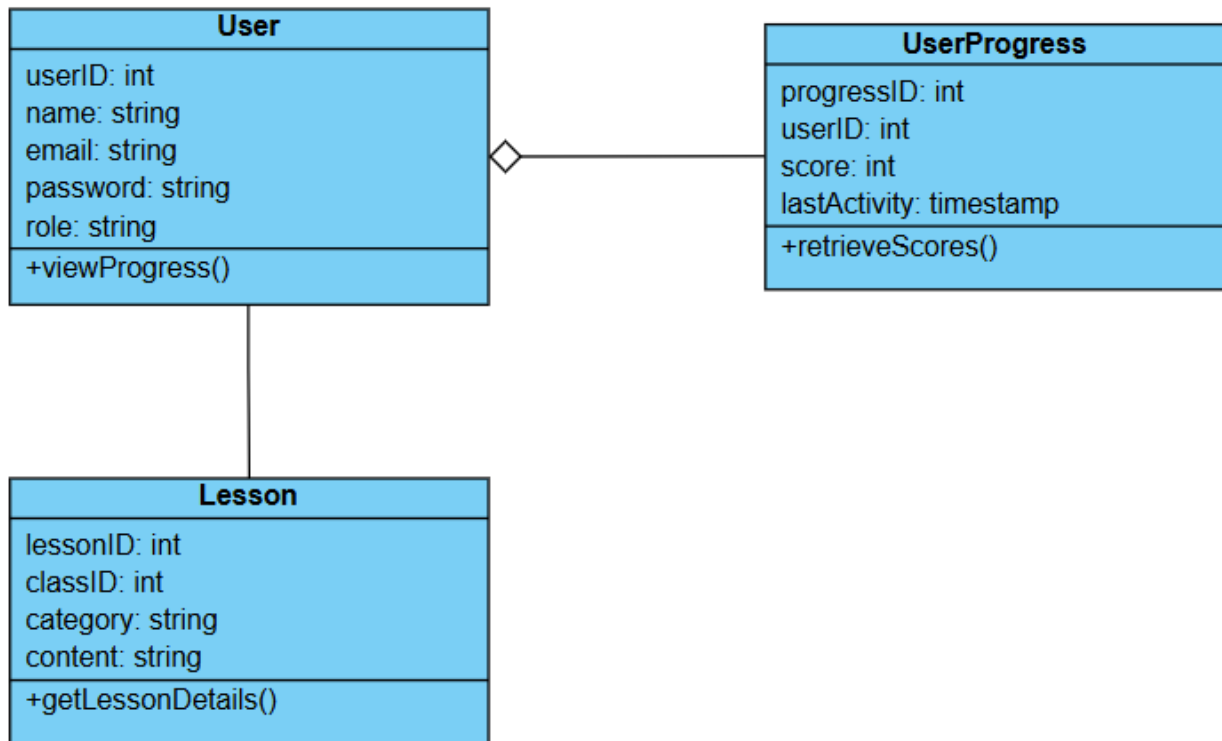 User
userID: int
name: string
email: string
password: string
role: string
+viewProgress()
UserProgress
progressID: int
userID: int
score: int
lastActivity: timestamp
+retrieveScores()
Lesson
lessonID: int
classID: int
category: string
content: string
+getLessonDetails()